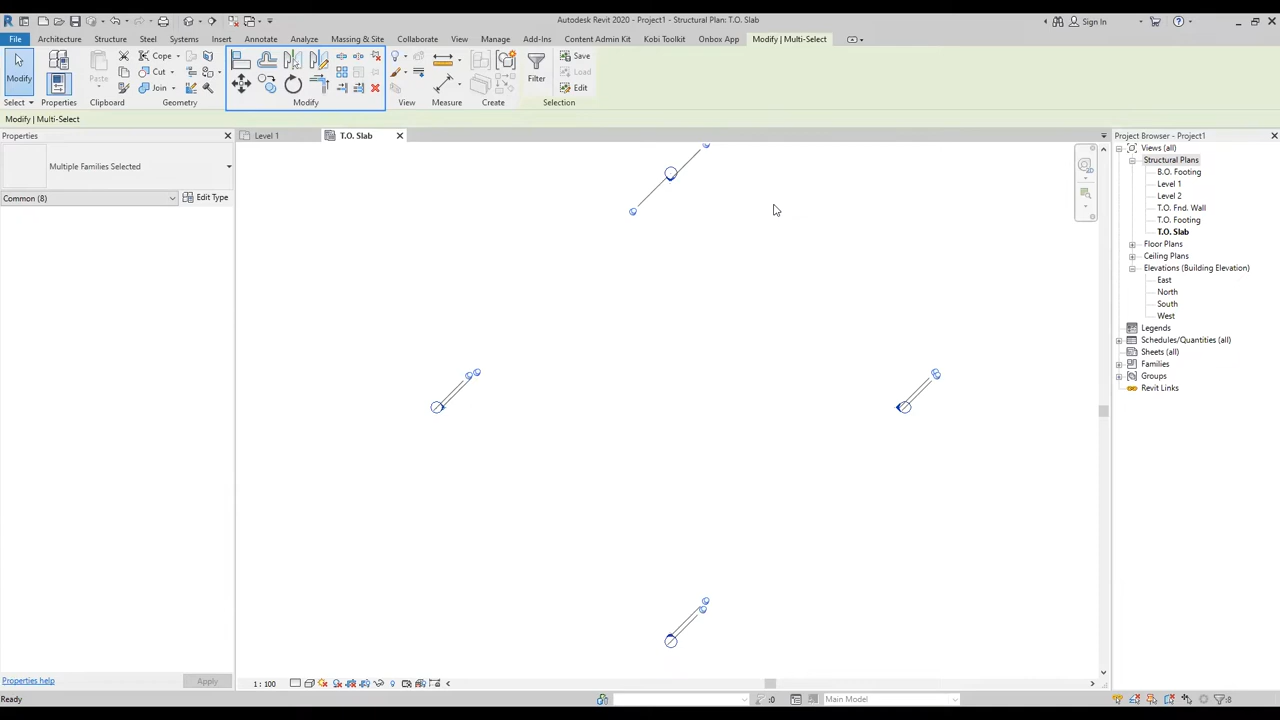 Autodesk Revit 2020 - Project1 - Structural Plan: T.O. Slab
Sign In
File Architecture Structure Steel Systems Insert Annotate Analyze Massing & Site Collaborate View Manage Add-Ins Content Admin Kit Kobi Toolkit Onbox App Modify | Multi-Select
Modify
Paste
Cope
Cut
Join
Filter
Save
Load
Edit
Select Properties Clipboard Geometry Modify View Measure Create Selection
Modify | Multi-Select
Properties
Level 1
T.O. Slab
Project Browser - Project1
Multiple Families Selected
Common (8)
Edit Type
Views (all)
Structural Plans
B.O. Footing
Level 1
Level 2
T.O. Fnd. Wall
T.O. Footing
T.O. Slab
Floor Plans
Ceiling Plans
Elevations (Building Elevation)
East
North
South
West
Legends
Schedules/Quantities (all)
Sheets (all)
Families
Groups
Revit Links
2D
Properties help
Apply
1 : 100
Ready
:0
Main Model
:8